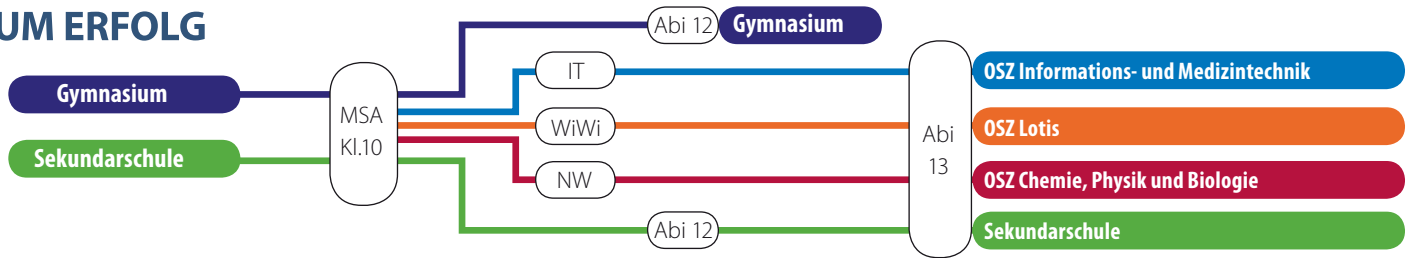 UM ERFOLG
Abi 12
Gymnasium
IT
OSZ Informations- und Medizintechnik
Gymnasium
MSA
Kl.10
WiWi
Abi
13
OSZ Lotis
Sekundarschule
NW
OSZ Chemie, Physik und Biologie
Abi 12
Sekundarschule